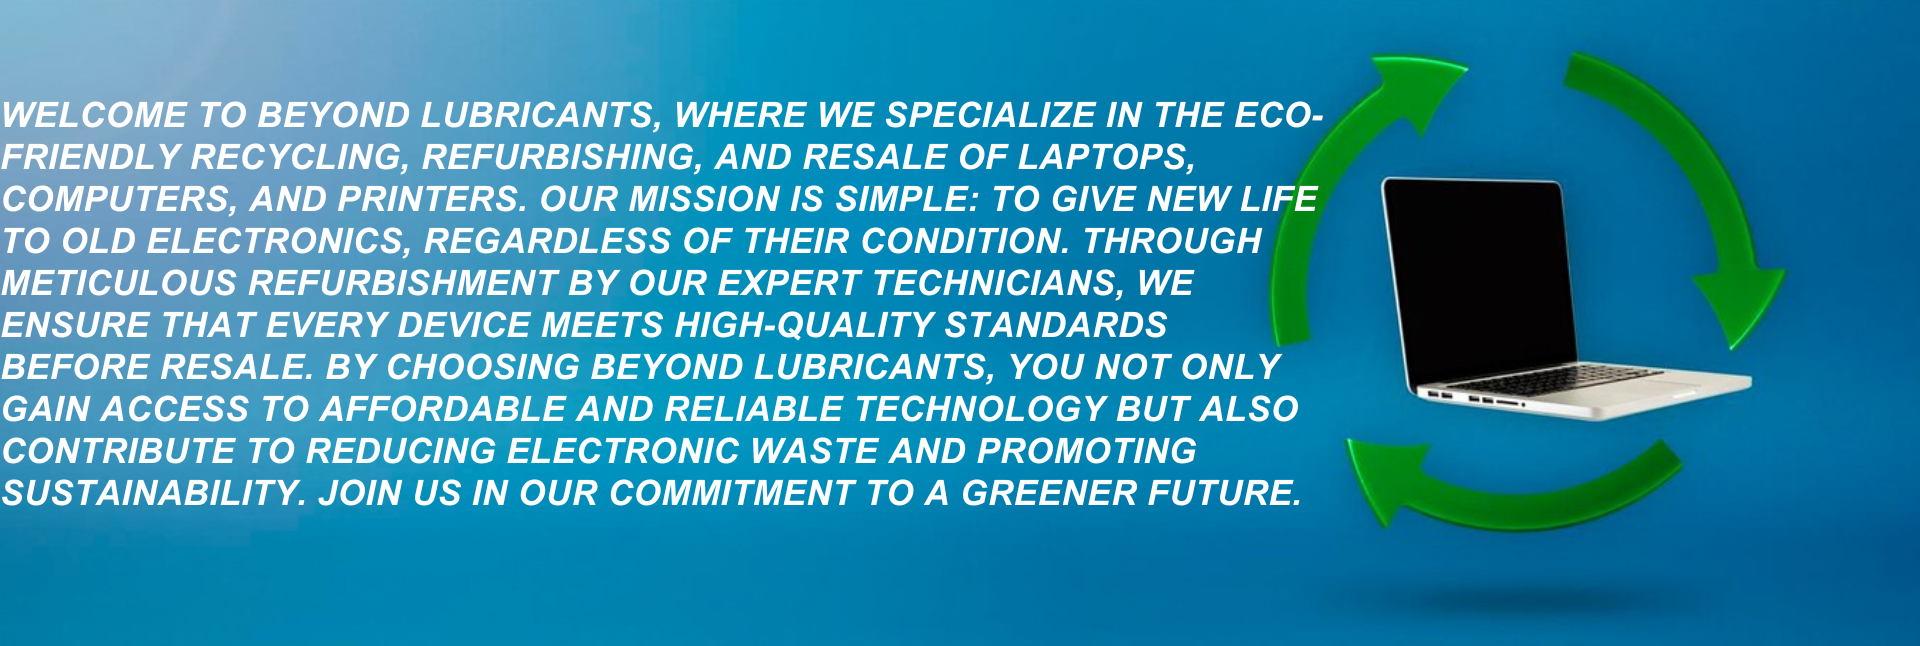 WELCOME TO BEYOND LUBRICANTS, WHERE WE SPECIALIZE IN THE ECO-
FRIENDLY RECYCLING, REFURBISHING, AND RESALE OF LAPTOPS,
COMPUTERS, AND PRINTERS. OUR MISSION IS SIMPLE: TO GIVE NEW LIFE
TO OLD ELECTRONICS, REGARDLESS OF THEIR CONDITION. THROUGH
METICULOUS REFURBISHMENT BY OUR EXPERT TECHNICIANS, WE
ENSURE THAT EVERY DEVICE MEETS HIGH-QUALITY STANDARDS
BEFORE RESALE. BY CHOOSING BEYOND LUBRICANTS, YOU NOT ONLY
GAIN ACCESS TO AFFORDABLE AND RELIABLE TECHNOLOGY BUT ALSO
CONTRIBUTE TO REDUCING ELECTRONIC WASTE AND PROMOTING
SUSTAINABILITY. JOIN US IN OUR COMMITMENT TO A GREENER FUTURE.